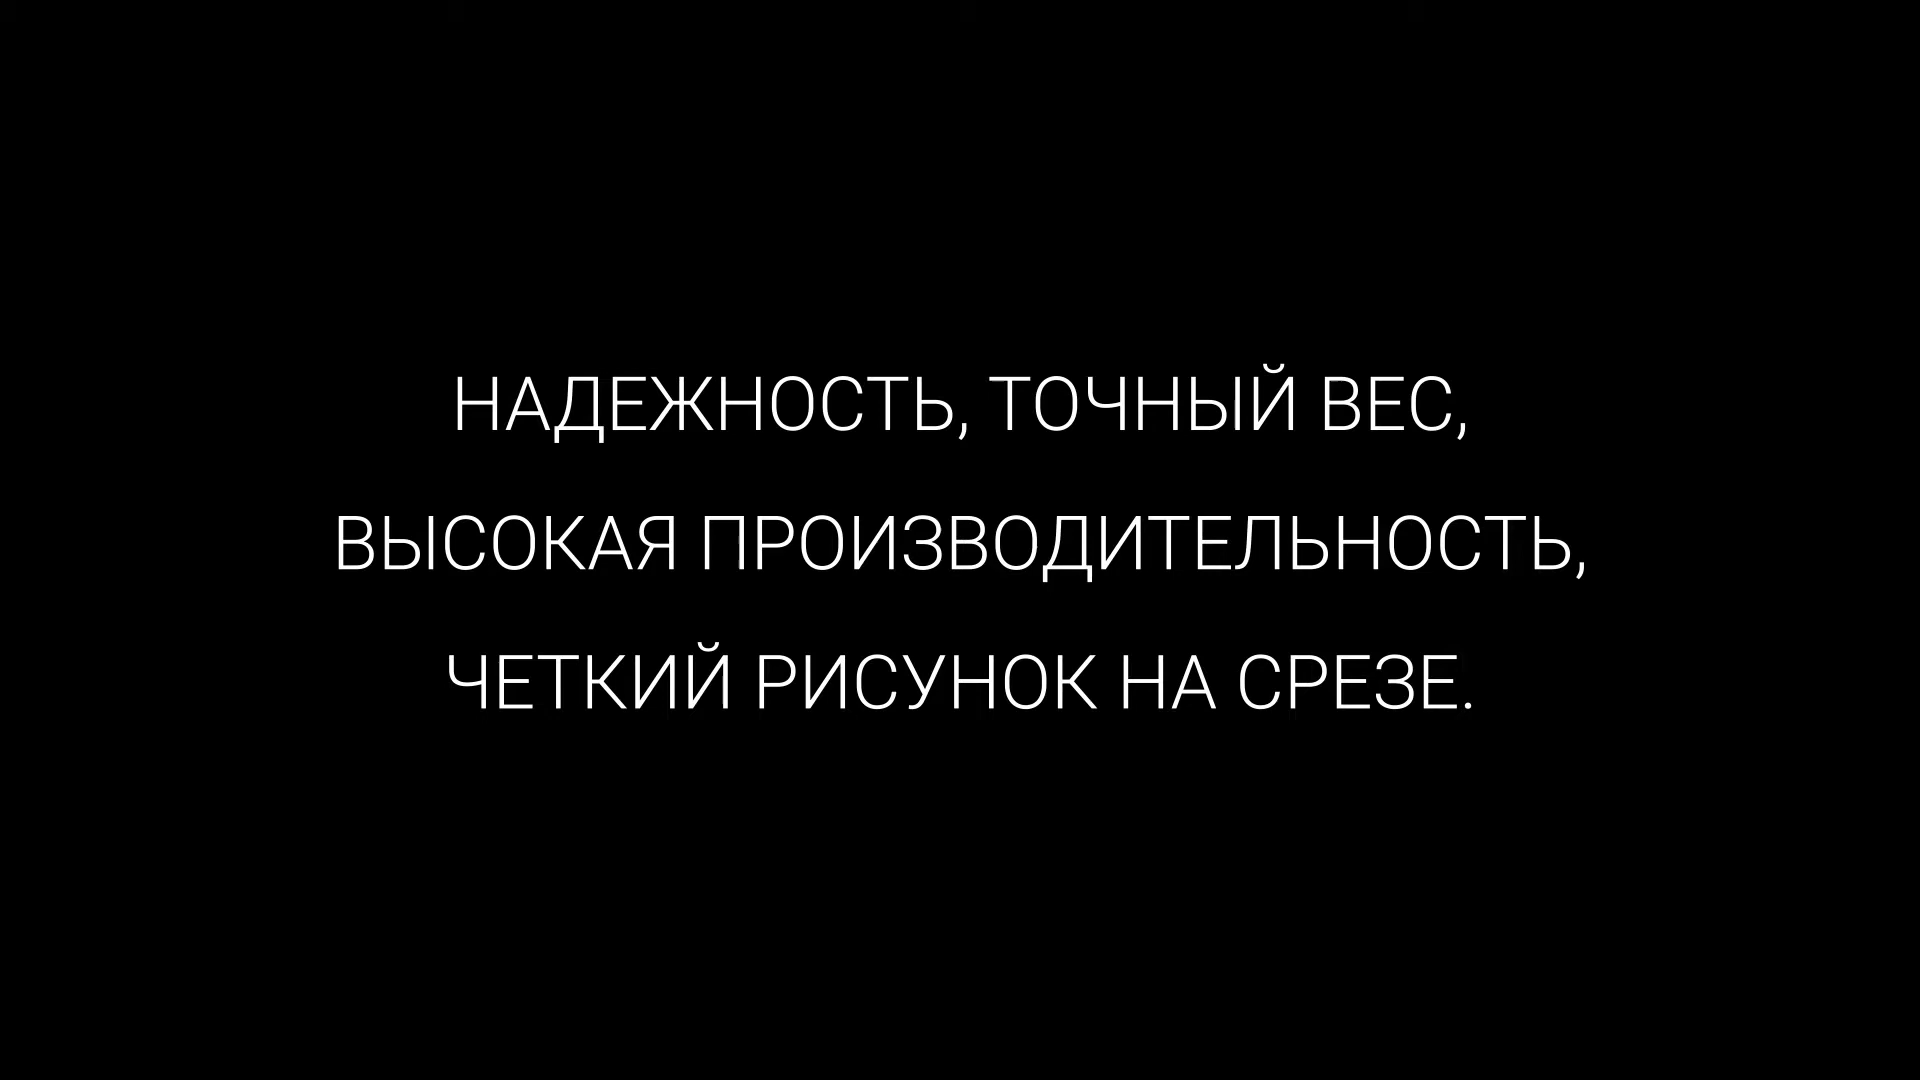 НАДЕЖНОСТЬ, ТОЧНЫЙ ВЕС,
ВЫСОКАЯ ПРОИЗВОДИТЕЛЬНОСТЬ,
ЧЕТКИЙ РИСУНОК НА СРЕЗЕ.